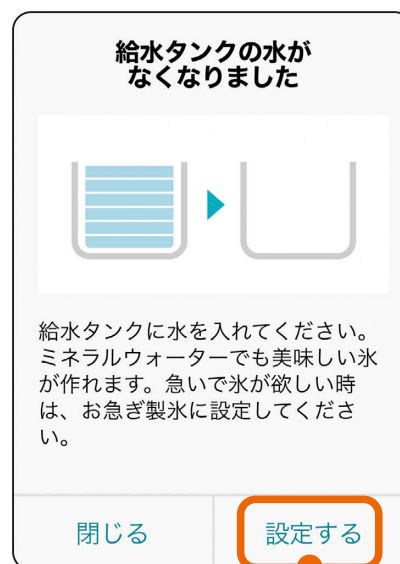 給水タンクの水が
なくなりました
給水タンクに水を入れてください。
ミネラルウォーターでも美味しい氷
が作れます。急いで氷が欲しい時
は、お急ぎ製氷に設定してくださ
い。
閉じる
設定する